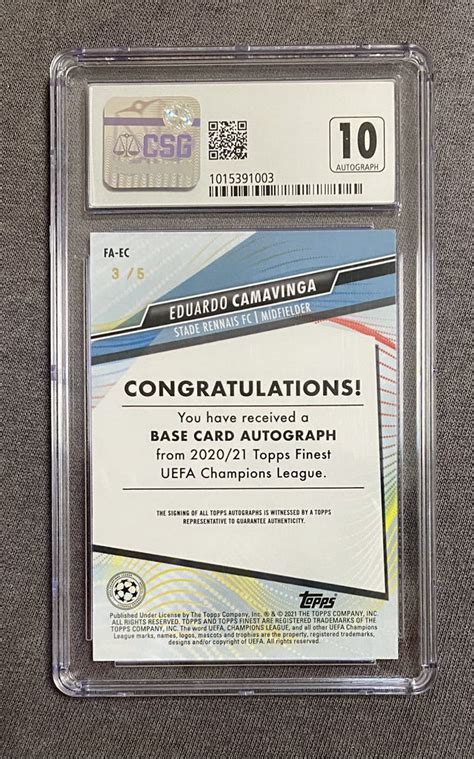 CSG
1015391003
10
AUTOGRAPH
FA-EC
3/5
EDUARDO CAMAVINGA
STADE RENNAIS FC | MIDFIELDER
CONGRATULATIONS!
You have received a
BASE CARD AUTOGRAPH
from 2020/21 Topps Finest
UEFA Champions League.
THE SIGNING OF ALL TOPPS AUTOGRAPHS IS WITNESSED BY A TOPPS
REPRESENTATIVE TO GUARANTEE AUTHENTICITY.
Topps
Published Under License by The Topps Company, Inc. ® & © 2021 THE TOPPS COMPANY, INC.
ALL RIGHTS RESERVED. TOPPS AND TOPPS FINEST ARE REGISTERED TRADEMARKS OF
THE TOPPS COMPANY, INC. The word UEFA, CHAMPIONS LEAGUE, and all other UEFA Champions
League marks, names, logos, mascots and trophies are the property, registered trademarks,
designs and/or copyright of UEFA. All rights reserved.